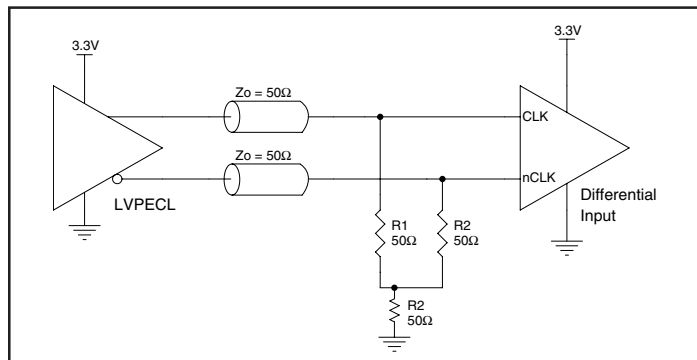 3.3V
3.3V
Zo = 50Ω
CLK
Zo = 50Ω
nCLK
LVPECL
Differential
Input
R1
50Ω
R2
50Ω
R2
50Ω